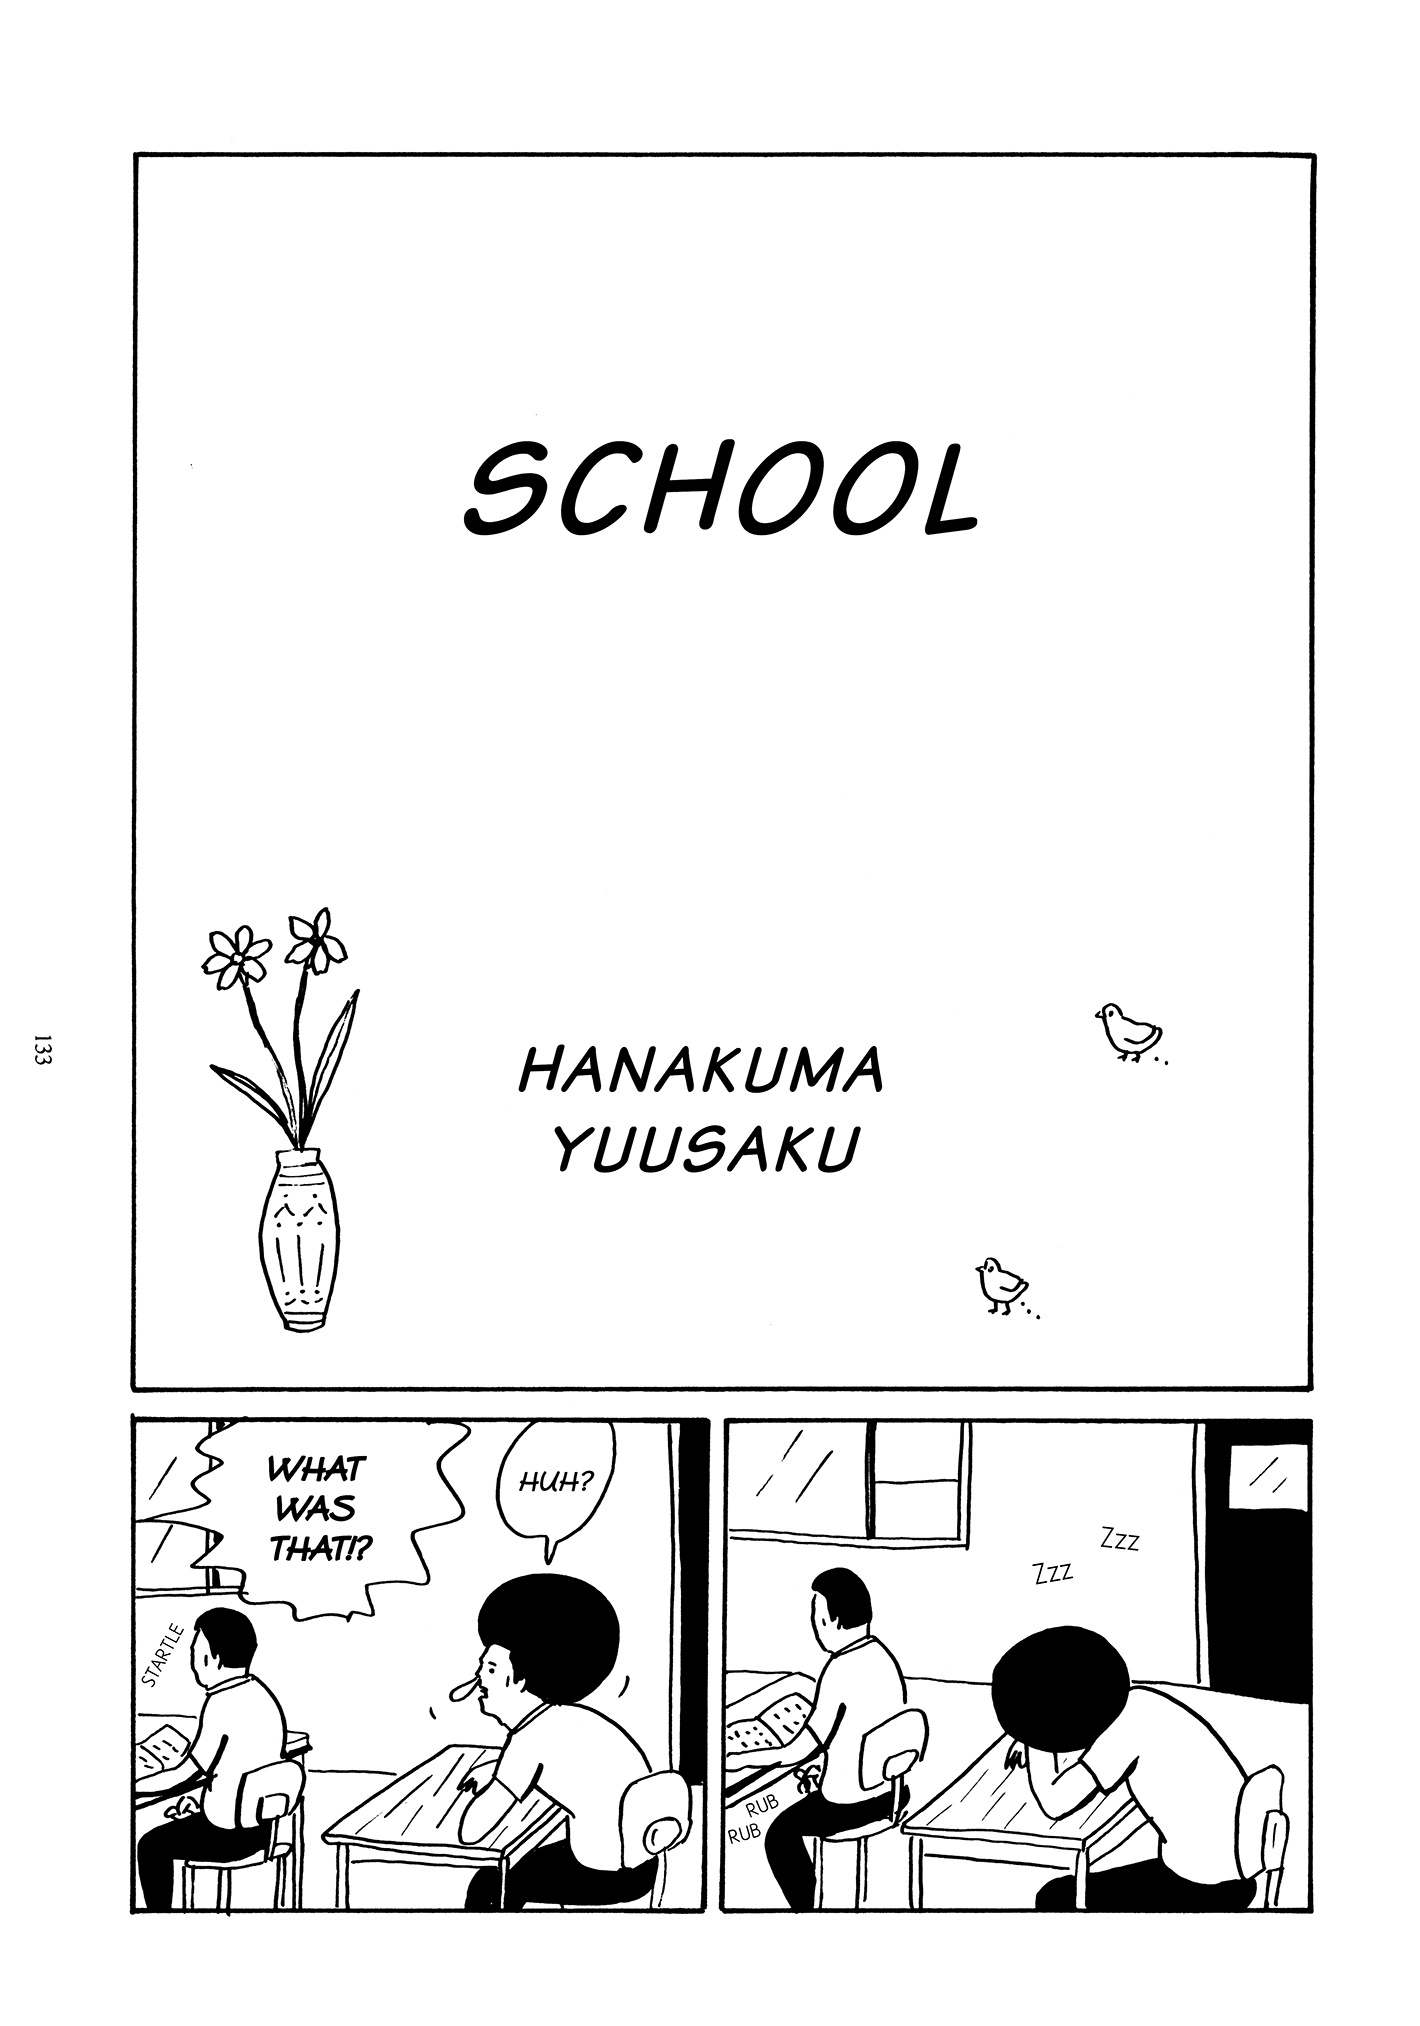 SCHOOL
HANAKUMA
YUUSAKU
133
Zzz
Zzz
RUB
RUB
HUH?
WHAT
WAS
THAT!?
STARTLE